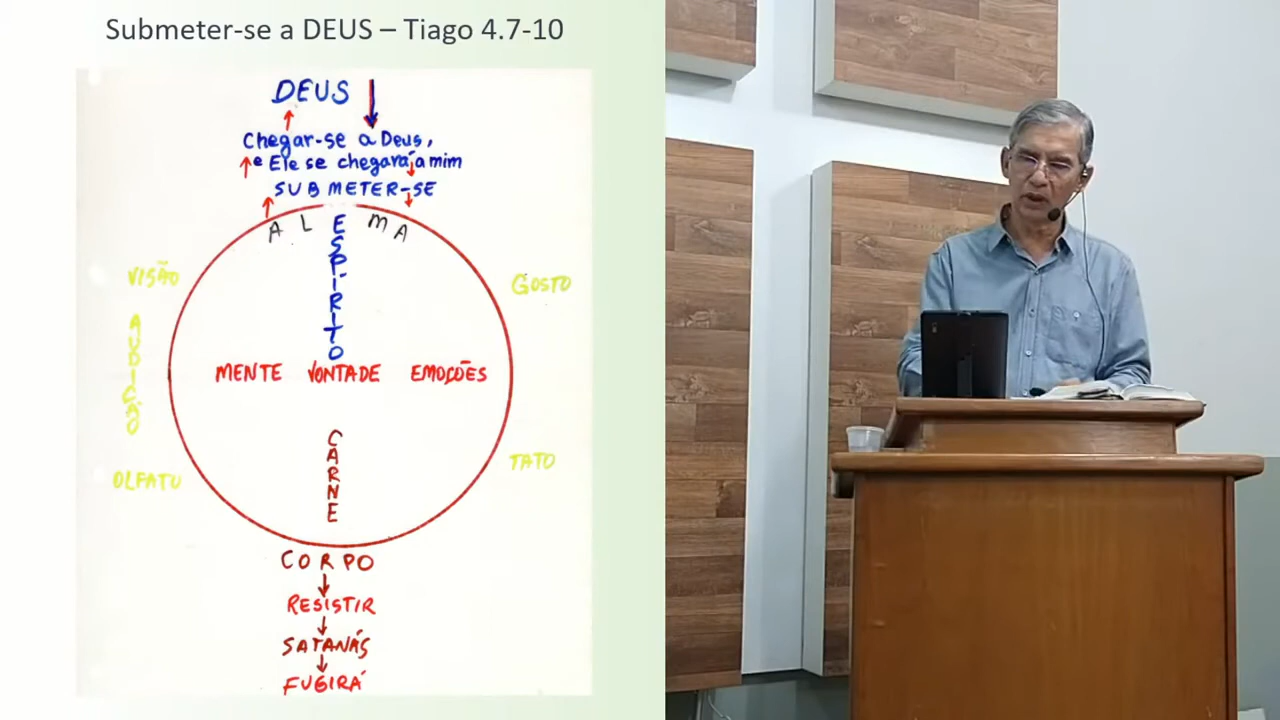 Submeter-se a DEUS – Tiago 4.7-10
DEUS
Chegar-se a Deus,
e Ele se chegará a mim
SUBMETER-SE
ALMA
ESPÍRITO
VISÃO
GOSTO
AUDIÇÃO
MENTE VONTADE EMOÇÕES
CARNE
OLFATO
TATO
CORPO
RESISTIR
SATANÁS
FUGIRÁ